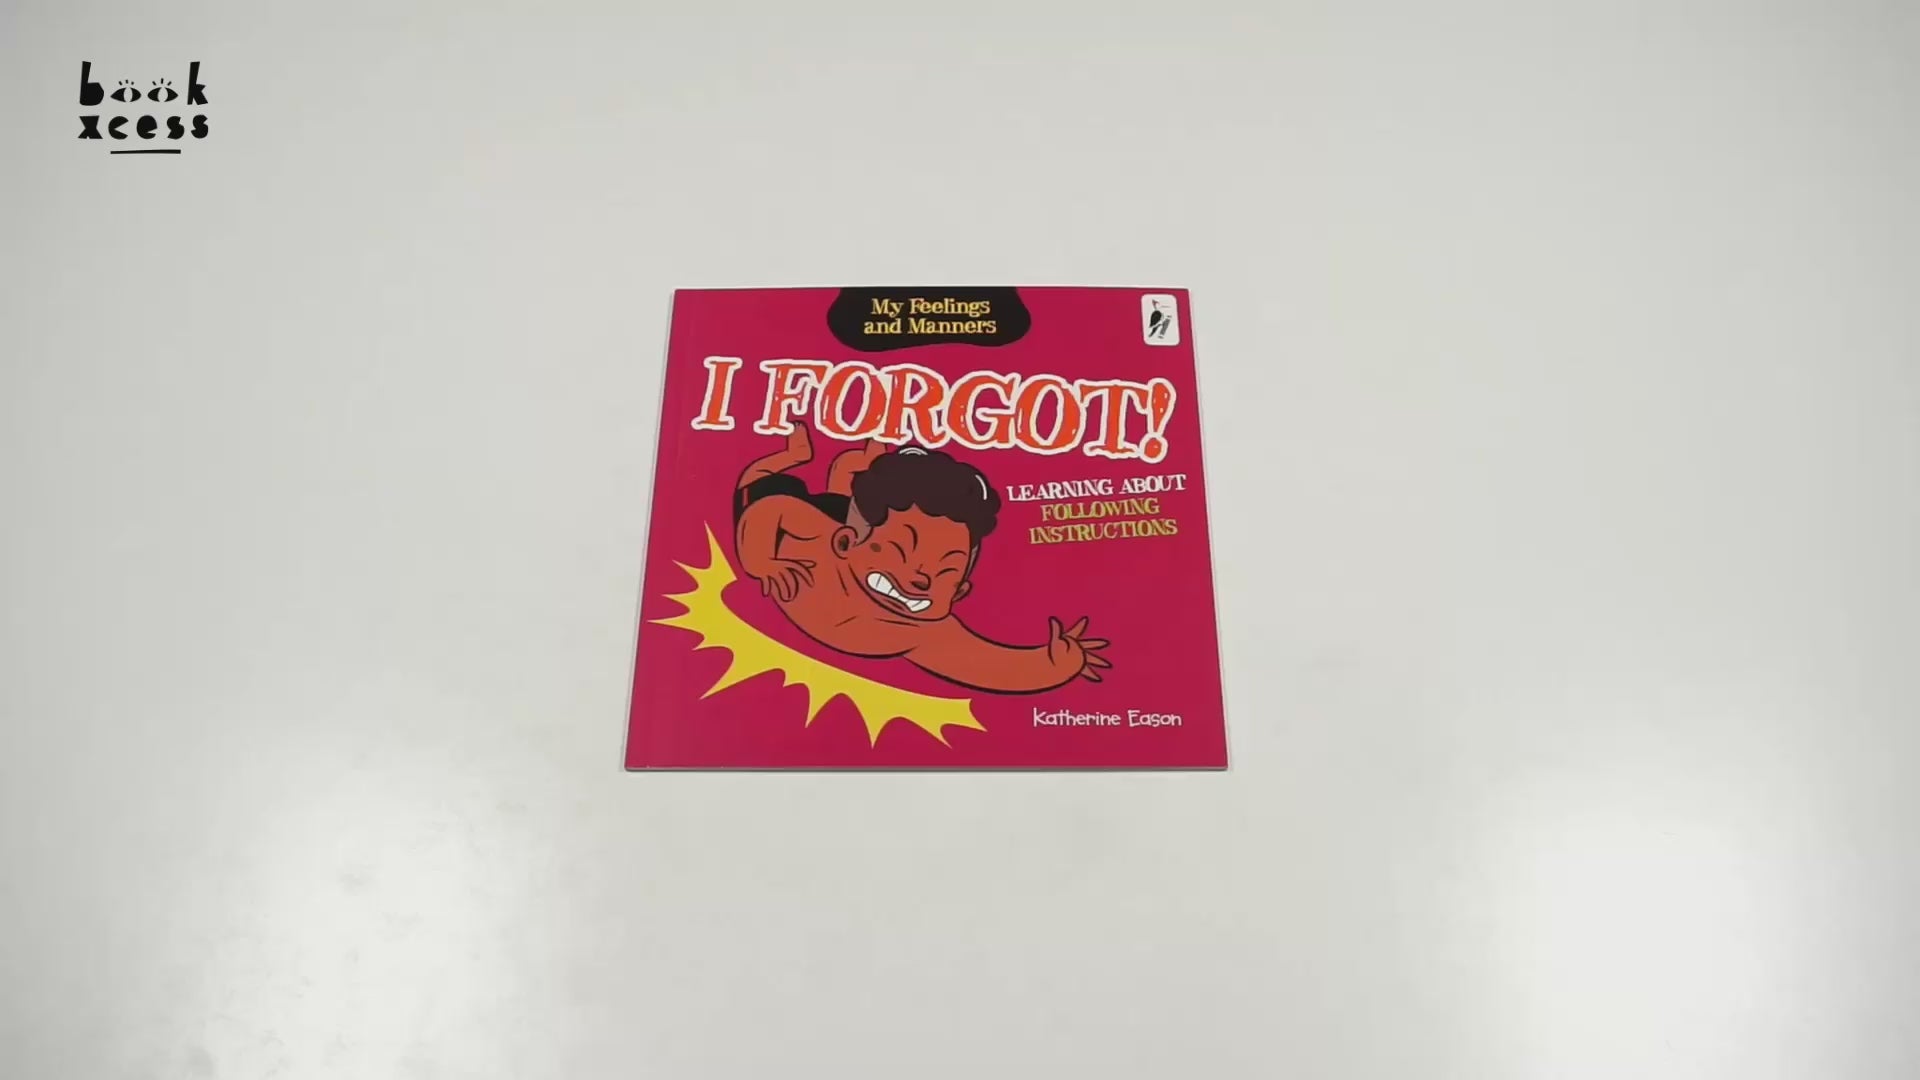 book
xcess
My Feelings
and Manners
I FORGOT!
LEARNING ABOUT
FOLLOWING
INSTRUCTIONS
Katherine Eason